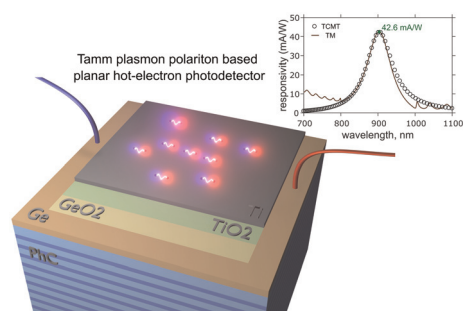 Tamm plasmon polariton based
planar hot-electron photodetector
responsivity (mA/W)
50
40
30
20
10
0
TCMT
TM
42.6 mA/W
700
800
900
1000
1100
wavelength, nm
Ti
TiO2
GeO2
Ge
PhC